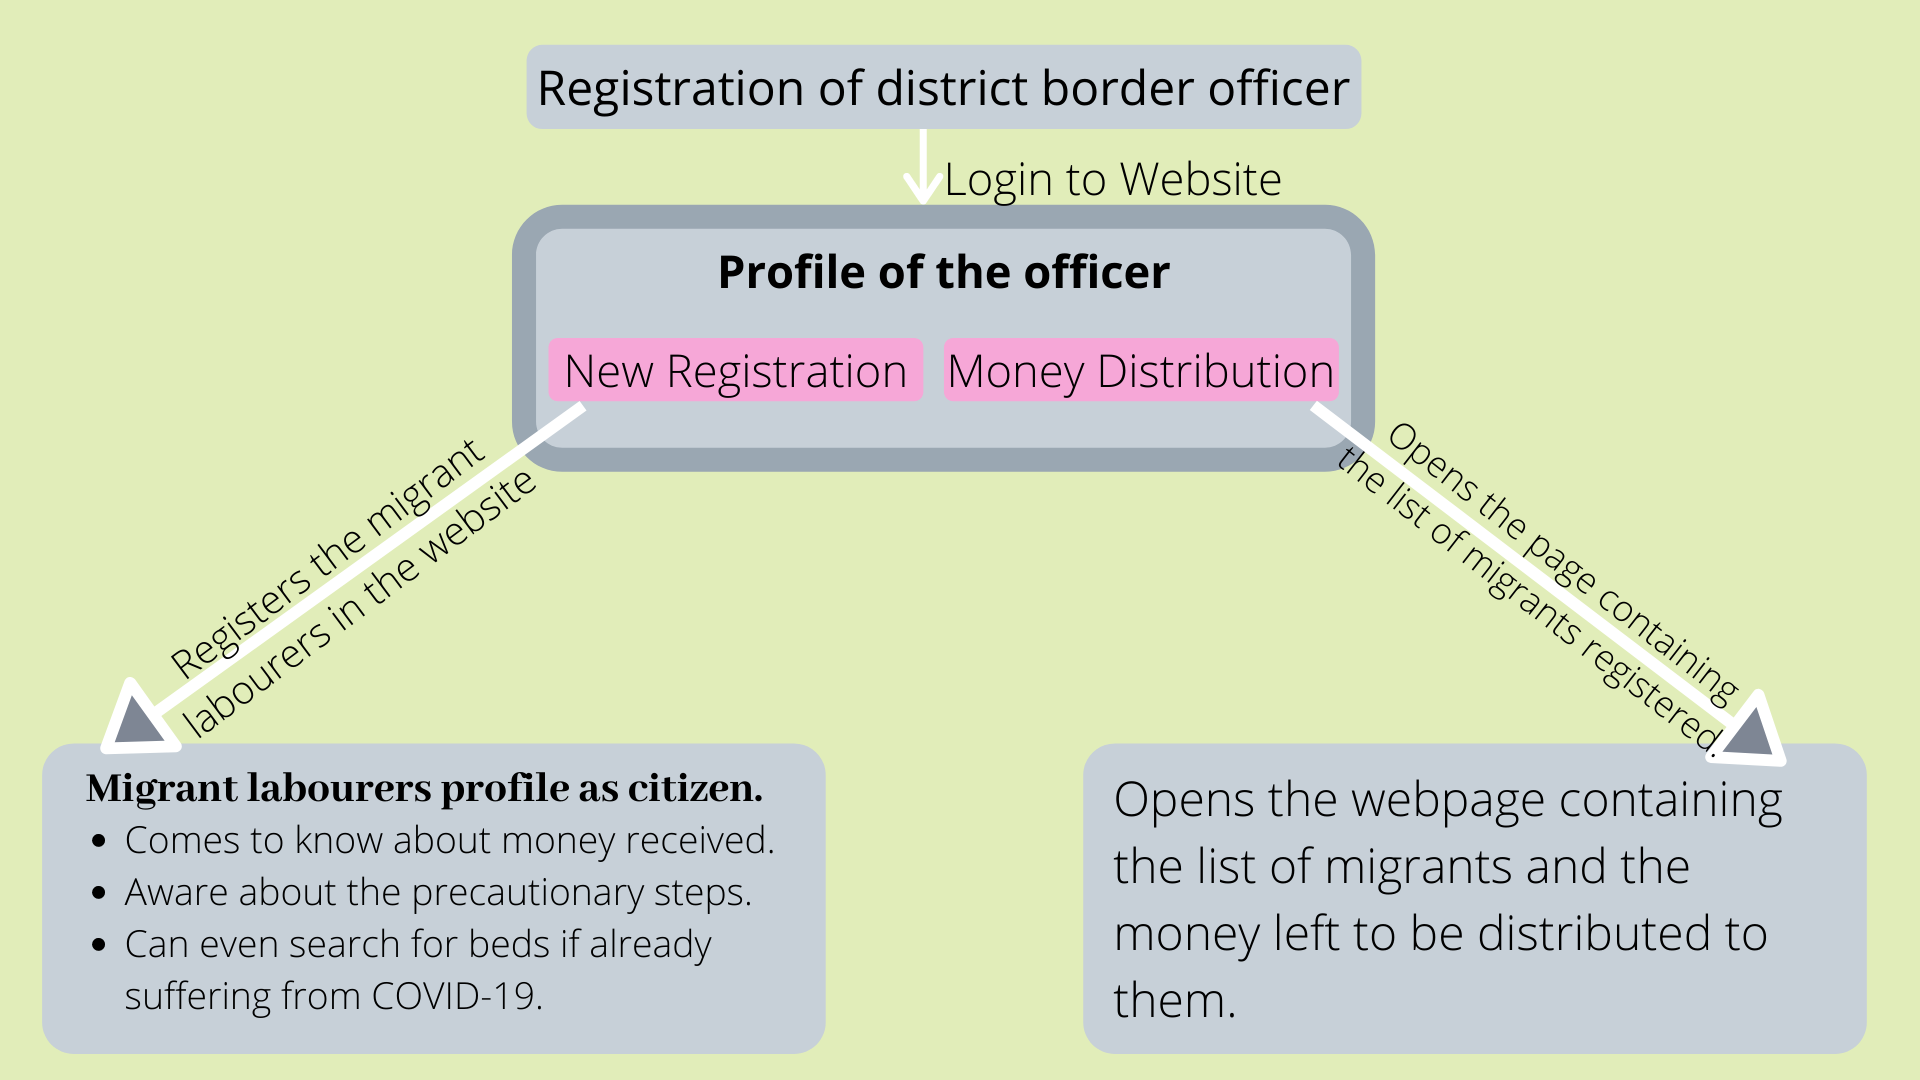 Registration of district border officer
Login to Website
Profile of the officer
New Registration
Money Distribution
Registers the migrant
labourers in the website
Opens the page containing
the list of migrants registered.
Migrant labourers profile as citizen.
• Comes to know about money received.
• Aware about the precautionary steps.
• Can even search for beds if already
suffering from COVID-19.
Opens the webpage containing
the list of migrants and the
money left to be distributed to
them.